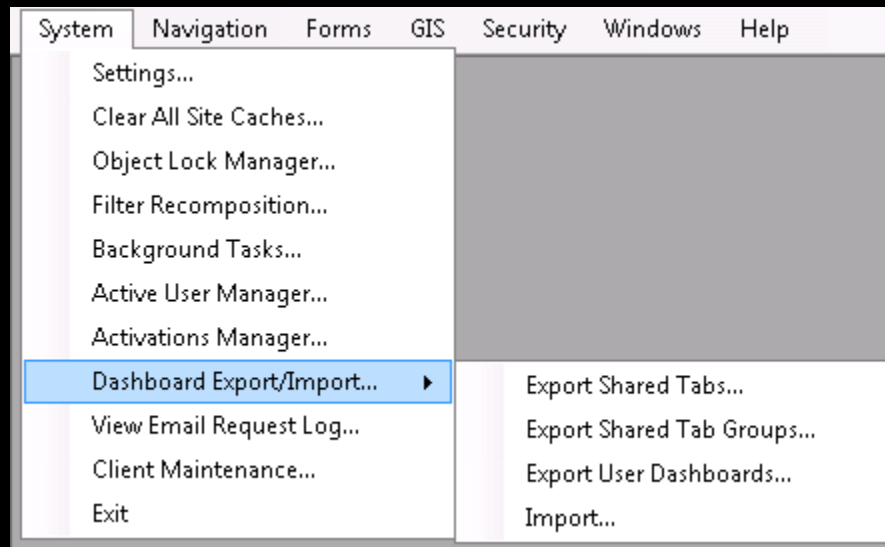 System Navigation Forms GIS Security Windows Help
Settings...
Clear All Site Caches...
Object Lock Manager...
Filter Recomposition...
Background Tasks...
Active User Manager...
Activations Manager...
Dashboard Export/Import...
View Email Request Log...
Client Maintenance...
Exit
Export Shared Tabs...
Export Shared Tab Groups...
Export User Dashboards...
Import...